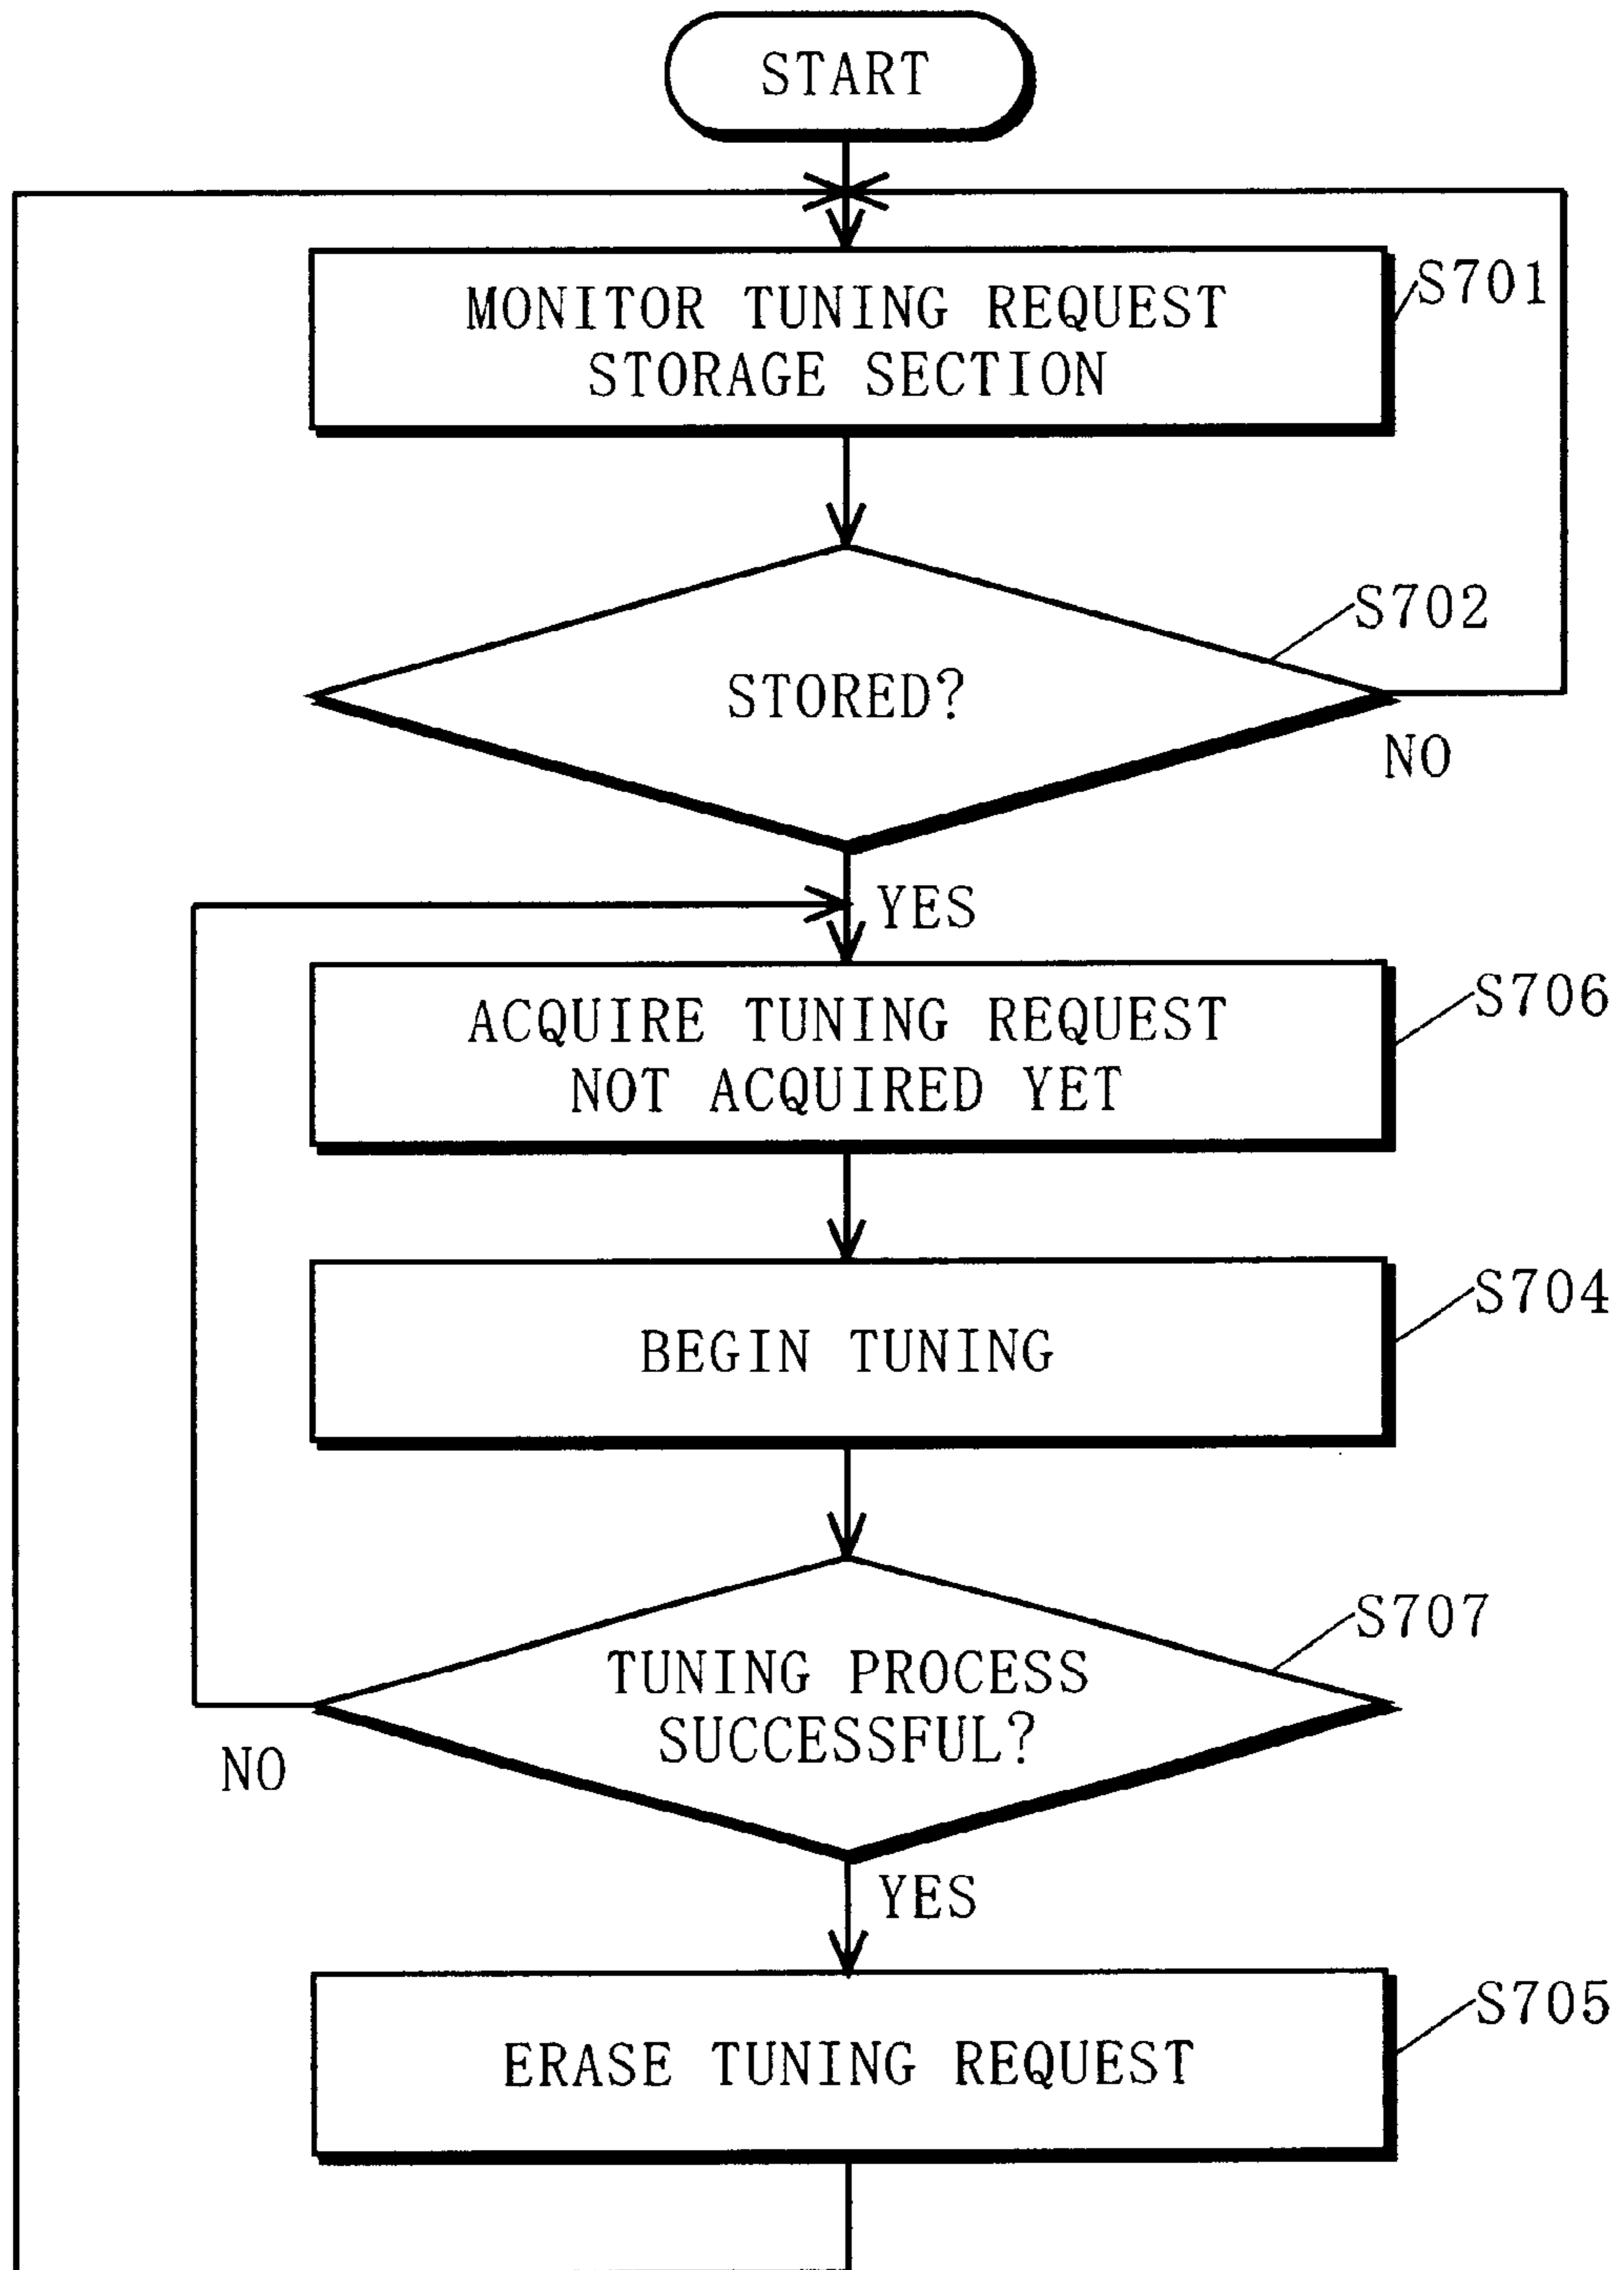 START
MONITOR TUNING REQUEST
STORAGE SECTION
S701
STORED?
S702
NO
YES
ACQUIRE TUNING REQUEST
NOT ACQUIRED YET
S706
BEGIN TUNING
S704
TUNING PROCESS
SUCCESSFUL?
S707
NO
YES
ERASE TUNING REQUEST
S705